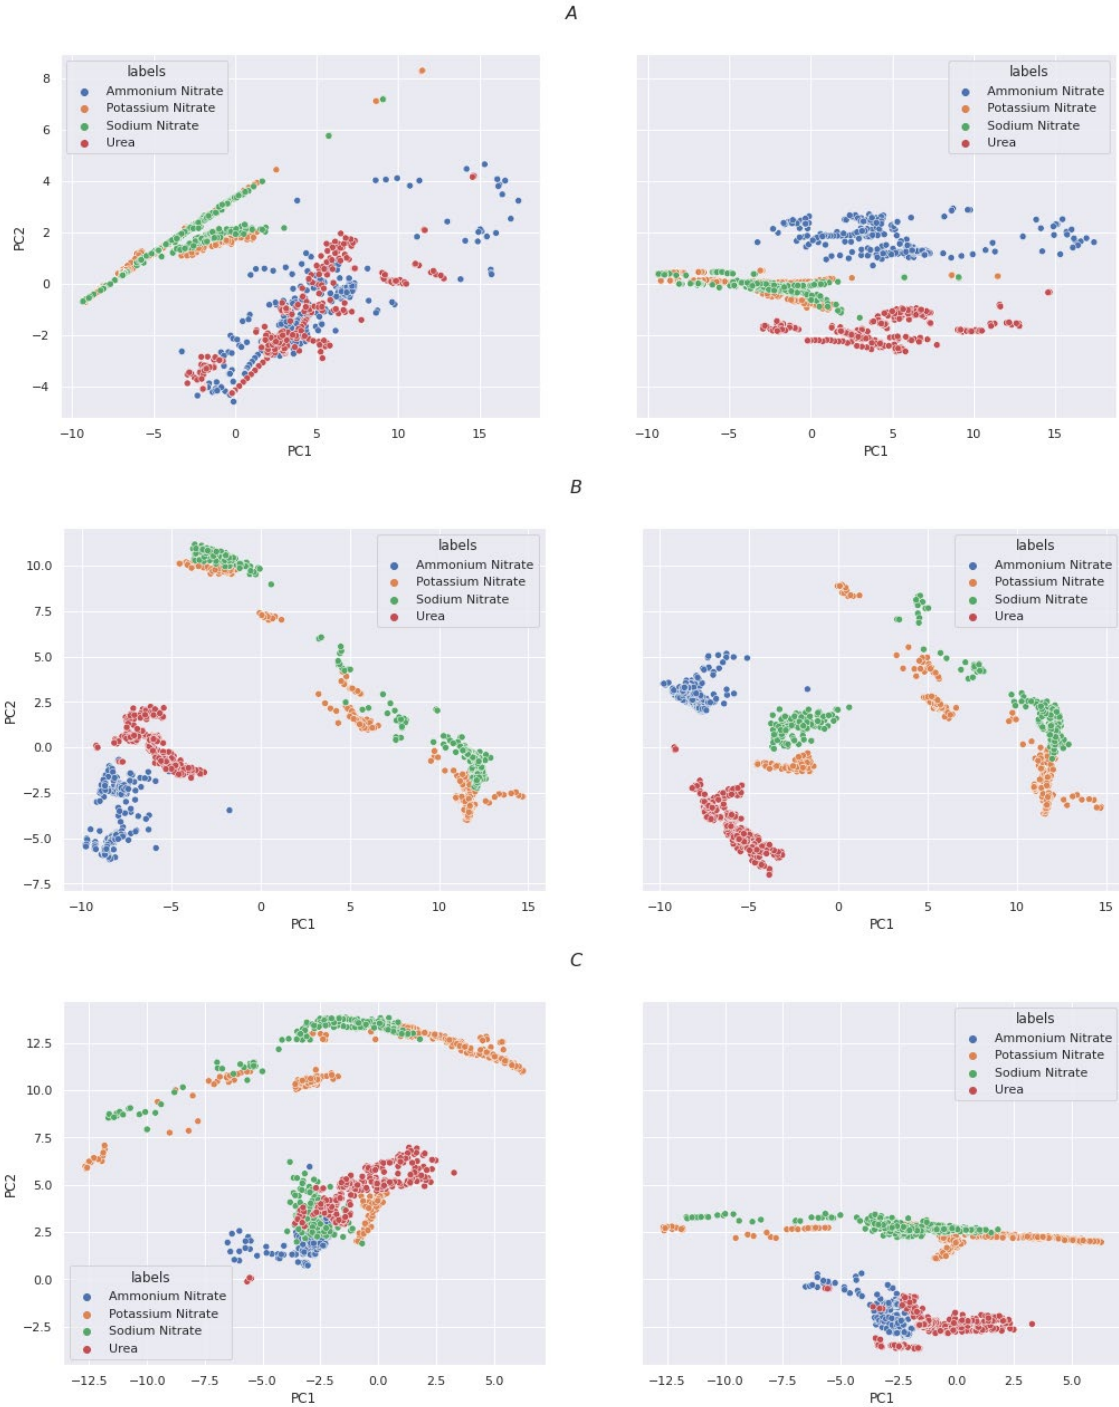 A
labels
Ammonium Nitrate
Potassium Nitrate
Sodium Nitrate
Urea
8
6
4
2
0
−2
−4
PC2
−10 −5 0 5 10 15
PC1
labels
Ammonium Nitrate
Potassium Nitrate
Sodium Nitrate
Urea
−10 −5 0 5 10 15
PC1
B
labels
Ammonium Nitrate
Potassium Nitrate
Sodium Nitrate
Urea
10.0
7.5
5.0
2.5
0.0
−2.5
−5.0
−7.5
PC2
−10 −5 0 5 10 15
PC1
labels
Ammonium Nitrate
Potassium Nitrate
Sodium Nitrate
Urea
−10 −5 0 5 10 15
PC1
C
12.5
10.0
7.5
5.0
2.5
0.0
−2.5
PC2
labels
Ammonium Nitrate
Potassium Nitrate
Sodium Nitrate
Urea
−12.5 −10.0 −7.5 −5.0 −2.5 0.0 2.5 5.0
PC1
labels
Ammonium Nitrate
Potassium Nitrate
Sodium Nitrate
Urea
−12.5 −10.0 −7.5 −5.0 −2.5 0.0 2.5 5.0
PC1